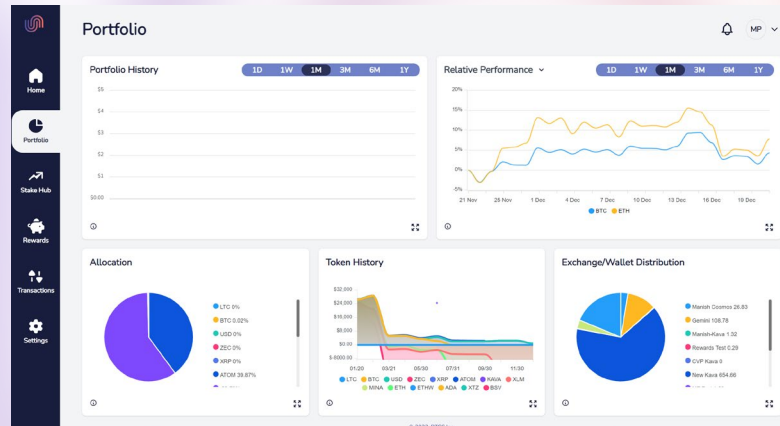 Portfolio
MP
Home
Portfolio
Stake Hub
Rewards
Transactions
Settings
Portfolio History
1D 1W 1M 3M 6M 1Y
$5
$4
$3
$2
$1
$0.00
Relative Performance
1D 1W 1M 3M 6M 1Y
20%
15%
10%
5%
0%
-5%
21 Nov 28 Nov 1 Dec 4 Dec 7 Dec 10 Dec 13 Dec 16 Dec 19 Dec
BTC ETH
Allocation
LTC 0%
BTC 0.02%
USD 0%
ZEC 0%
XRP 0%
ATOM 39.87%
Token History
$32,000
$24,000
$16,000
$8,000
$0.00
$-8000.00
01/20 03/21 05/30 07/31 09/30 11/30
LTC BTC USD ZEC XRP ATOM KAVA XLM
MINA ETH ETHW ADA XTZ BSV
Exchange/Wallet Distribution
Manish Cosmos 26.83
Gemini 108.78
Manish-Kava 1.32
Rewards Test 0.29
CVP Kava 0
New Kava 654.66